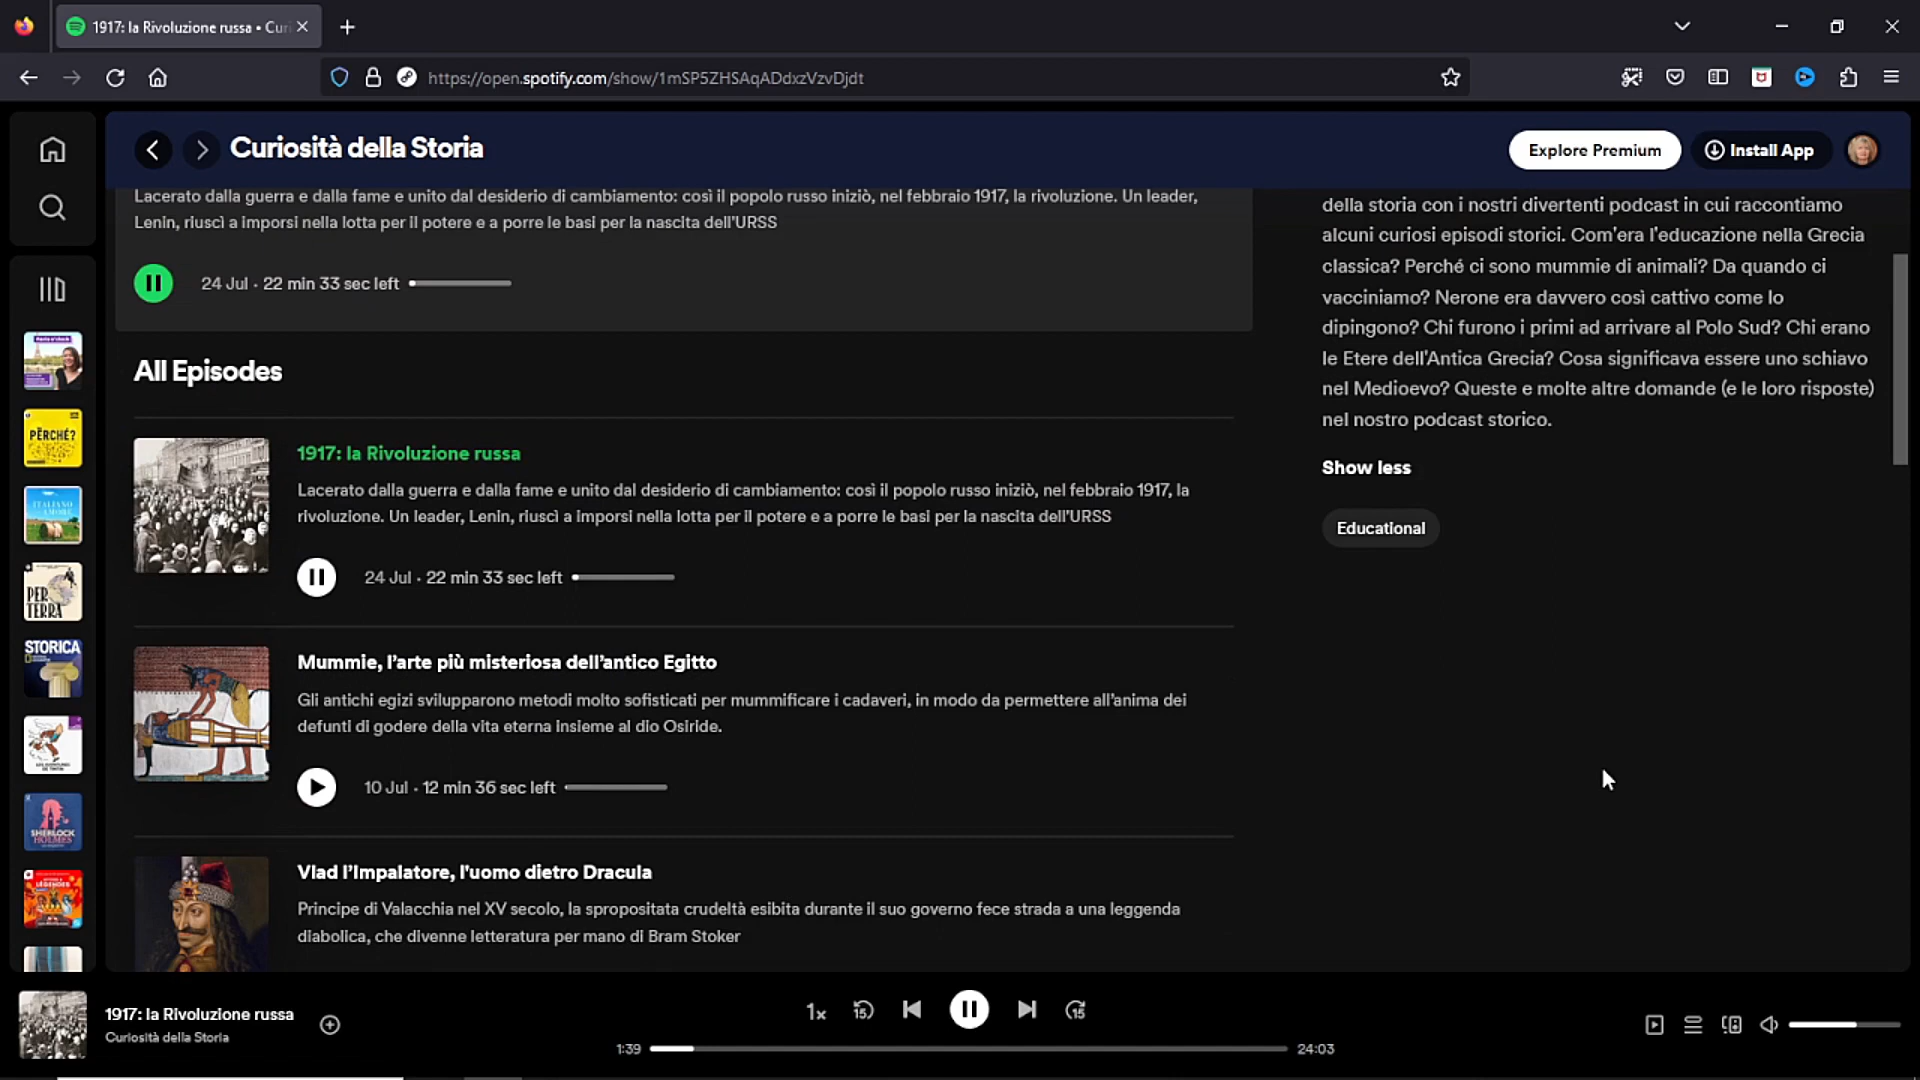 1917: la Rivoluzione russa • Curi
https://open.spotify.com/show/1mSP5ZHSAqADdxzVzvDjdt
Curiosità della Storia
Explore Premium
Install App
Lacerato dalla guerra e dalla fame e unito dal desiderio di cambiamento: così il popolo russo iniziò, nel febbraio 1917, la rivoluzione. Un leader,
Lenin, riuscì a imporsi nella lotta per il potere e a porre le basi per la nascita dell'URSS
24 Jul · 22 min 33 sec left
All Episodes
1917: la Rivoluzione russa
Lacerato dalla guerra e dalla fame e unito dal desiderio di cambiamento: così il popolo russo iniziò, nel febbraio 1917, la
rivoluzione. Un leader, Lenin, riuscì a imporsi nella lotta per il potere e a porre le basi per la nascita dell'URSS
24 Jul · 22 min 33 sec left
Mummie, l'arte più misteriosa dell'antico Egitto
Gli antichi egizi svilupparono metodi molto sofisticati per mummificare i cadaveri, in modo da permettere all'anima dei
defunti di godere della vita eterna insieme al dio Osiride.
10 Jul · 12 min 36 sec left
Vlad l'Impalatore, l'uomo dietro Dracula
Principe di Valacchia nel XV secolo, la spropositata crudeltà esibita durante il suo governo fece strada a una leggenda
diabolica, che divenne letteratura per mano di Bram Stoker
della storia con i nostri divertenti podcast in cui raccontiamo
alcuni curiosi episodi storici. Com'era l'educazione nella Grecia
classica? Perché ci sono mummie di animali? Da quando ci
vacciniamo? Nerone era davvero così cattivo come lo
dipingono? Chi furono i primi ad arrivare al Polo Sud? Chi erano
le Etere dell'Antica Grecia? Cosa significava essere uno schiavo
nel Medioevo? Queste e molte altre domande (e le loro risposte)
nel nostro podcast storico.
Show less
Educational
PERCHÉ?
ITALIANO
PER
TERRA
STORICA
SHERLOCK
HOLMES
LÉGENDES
1917: la Rivoluzione russa
Curiosità della Storia
1x
15
15
1:39
24:03